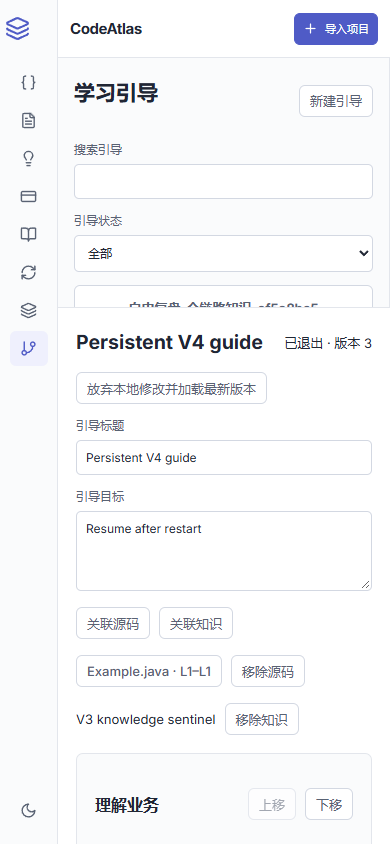 CodeAtlas
导入项目
学习引导
新建引导
搜索引导
引导状态
全部
Persistent V4 guide
已退出 · 版本 3
放弃本地修改并加载最新版本
引导标题
Persistent V4 guide
引导目标
Resume after restart
关联源码 关联知识
Example.java · L1–L1 移除源码
V3 knowledge sentinel 移除知识
理解业务 上移 下移